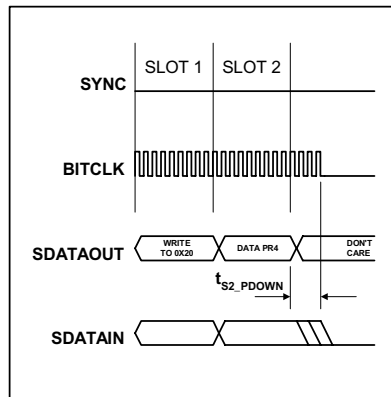 SLOT 1 SLOT 2
SYNC
BITCLK
SDATAOUT
WRITE
TO 0X20
DATA PR4
DON'T
CARE
tS2_PDOWN
SDATAIN